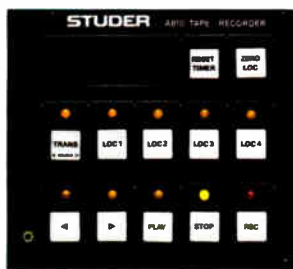 STUDER A810 TAPE RECORDER
RESET TIMER ZERO LOC
TRANS LOC 1 LOC 2 LOC 3 LOC 4
◁ ▷ PLAY STOP REC